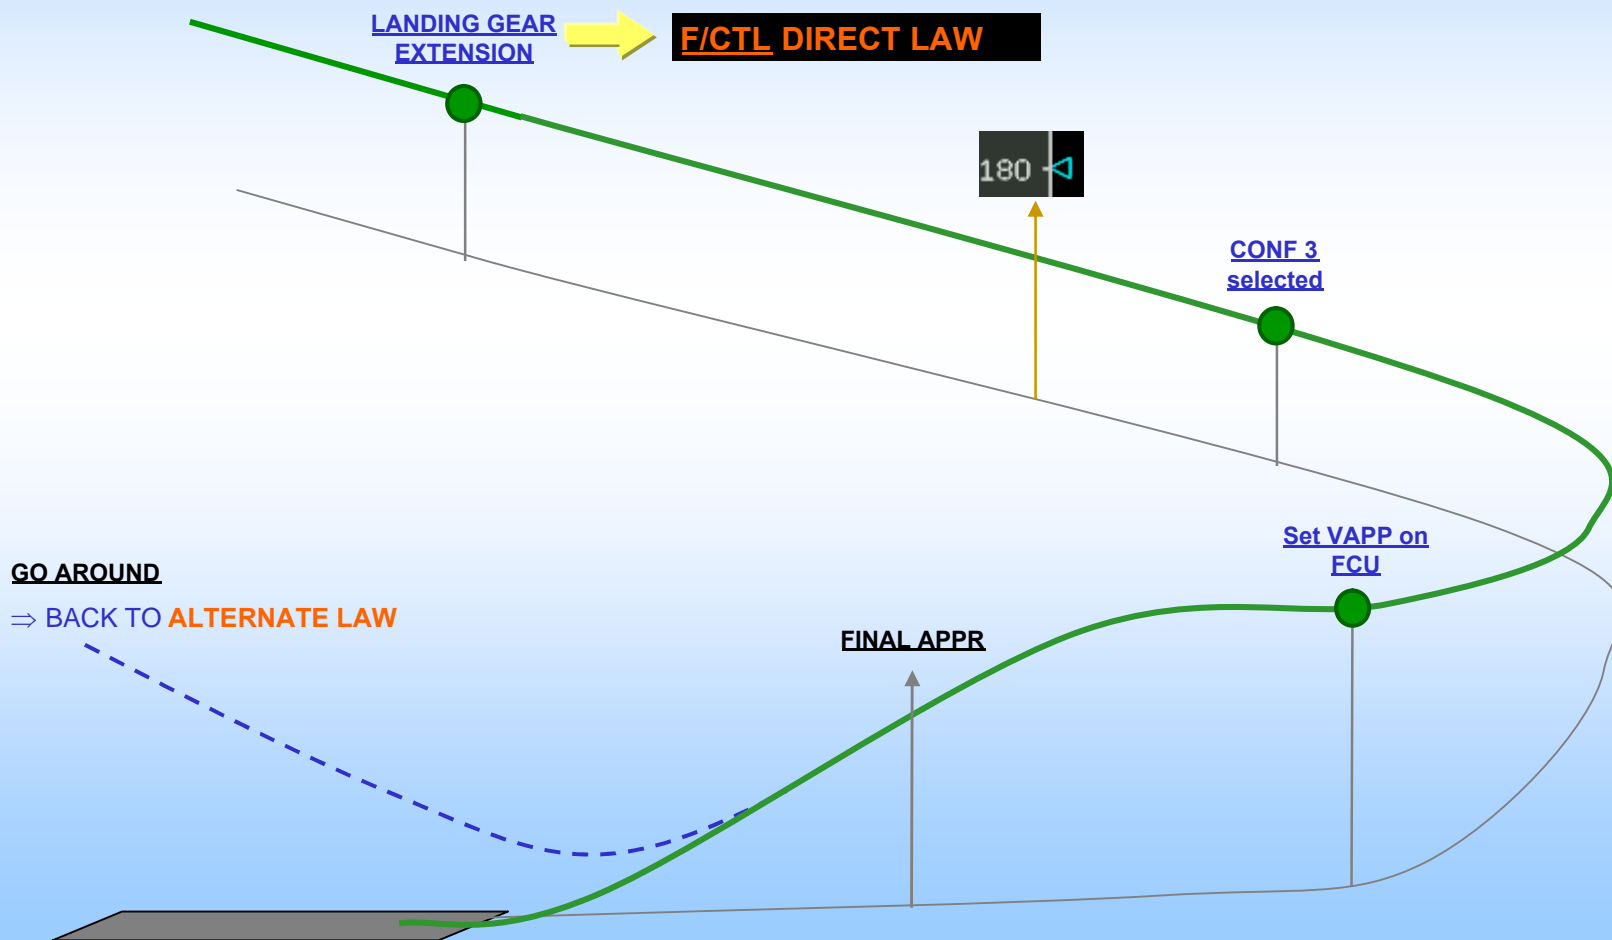 LANDING GEAR
EXTENSION
F/CTL DIRECT LAW
180
CONF 3
selected
Set VAPP on
FCU
GO AROUND
⇒ BACK TO ALTERNATE LAW
FINAL APPR